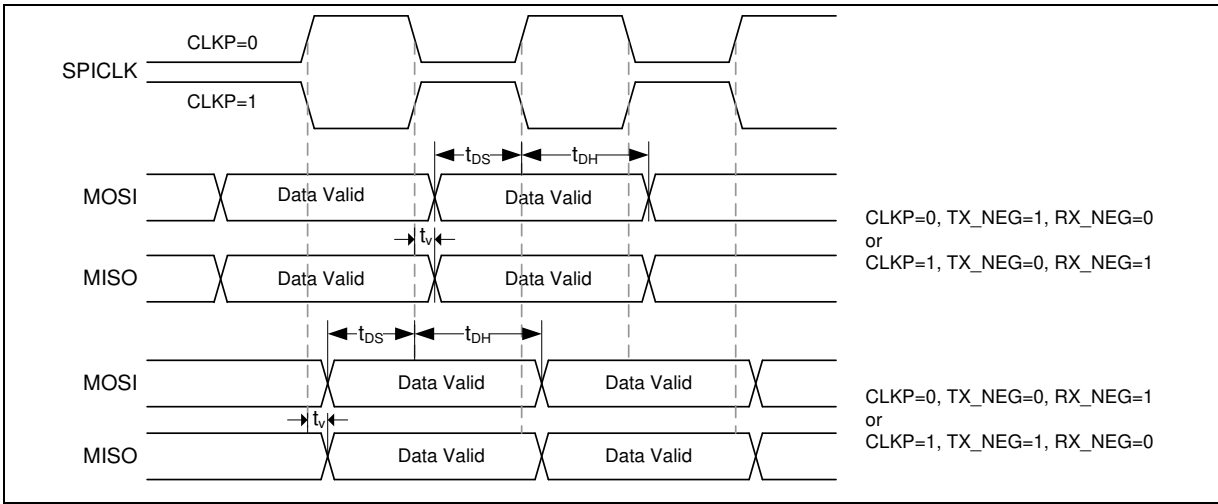 CLKP=0
SPICLK
CLKP=1
tDS tDH
MOSI Data Valid Data Valid
tv
MISO Data Valid Data Valid
CLKP=0, TX_NEG=1, RX_NEG=0
or
CLKP=1, TX_NEG=0, RX_NEG=1
tDS tDH
MOSI Data Valid Data Valid
tv
MISO Data Valid Data Valid
CLKP=0, TX_NEG=0, RX_NEG=1
or
CLKP=1, TX_NEG=1, RX_NEG=0